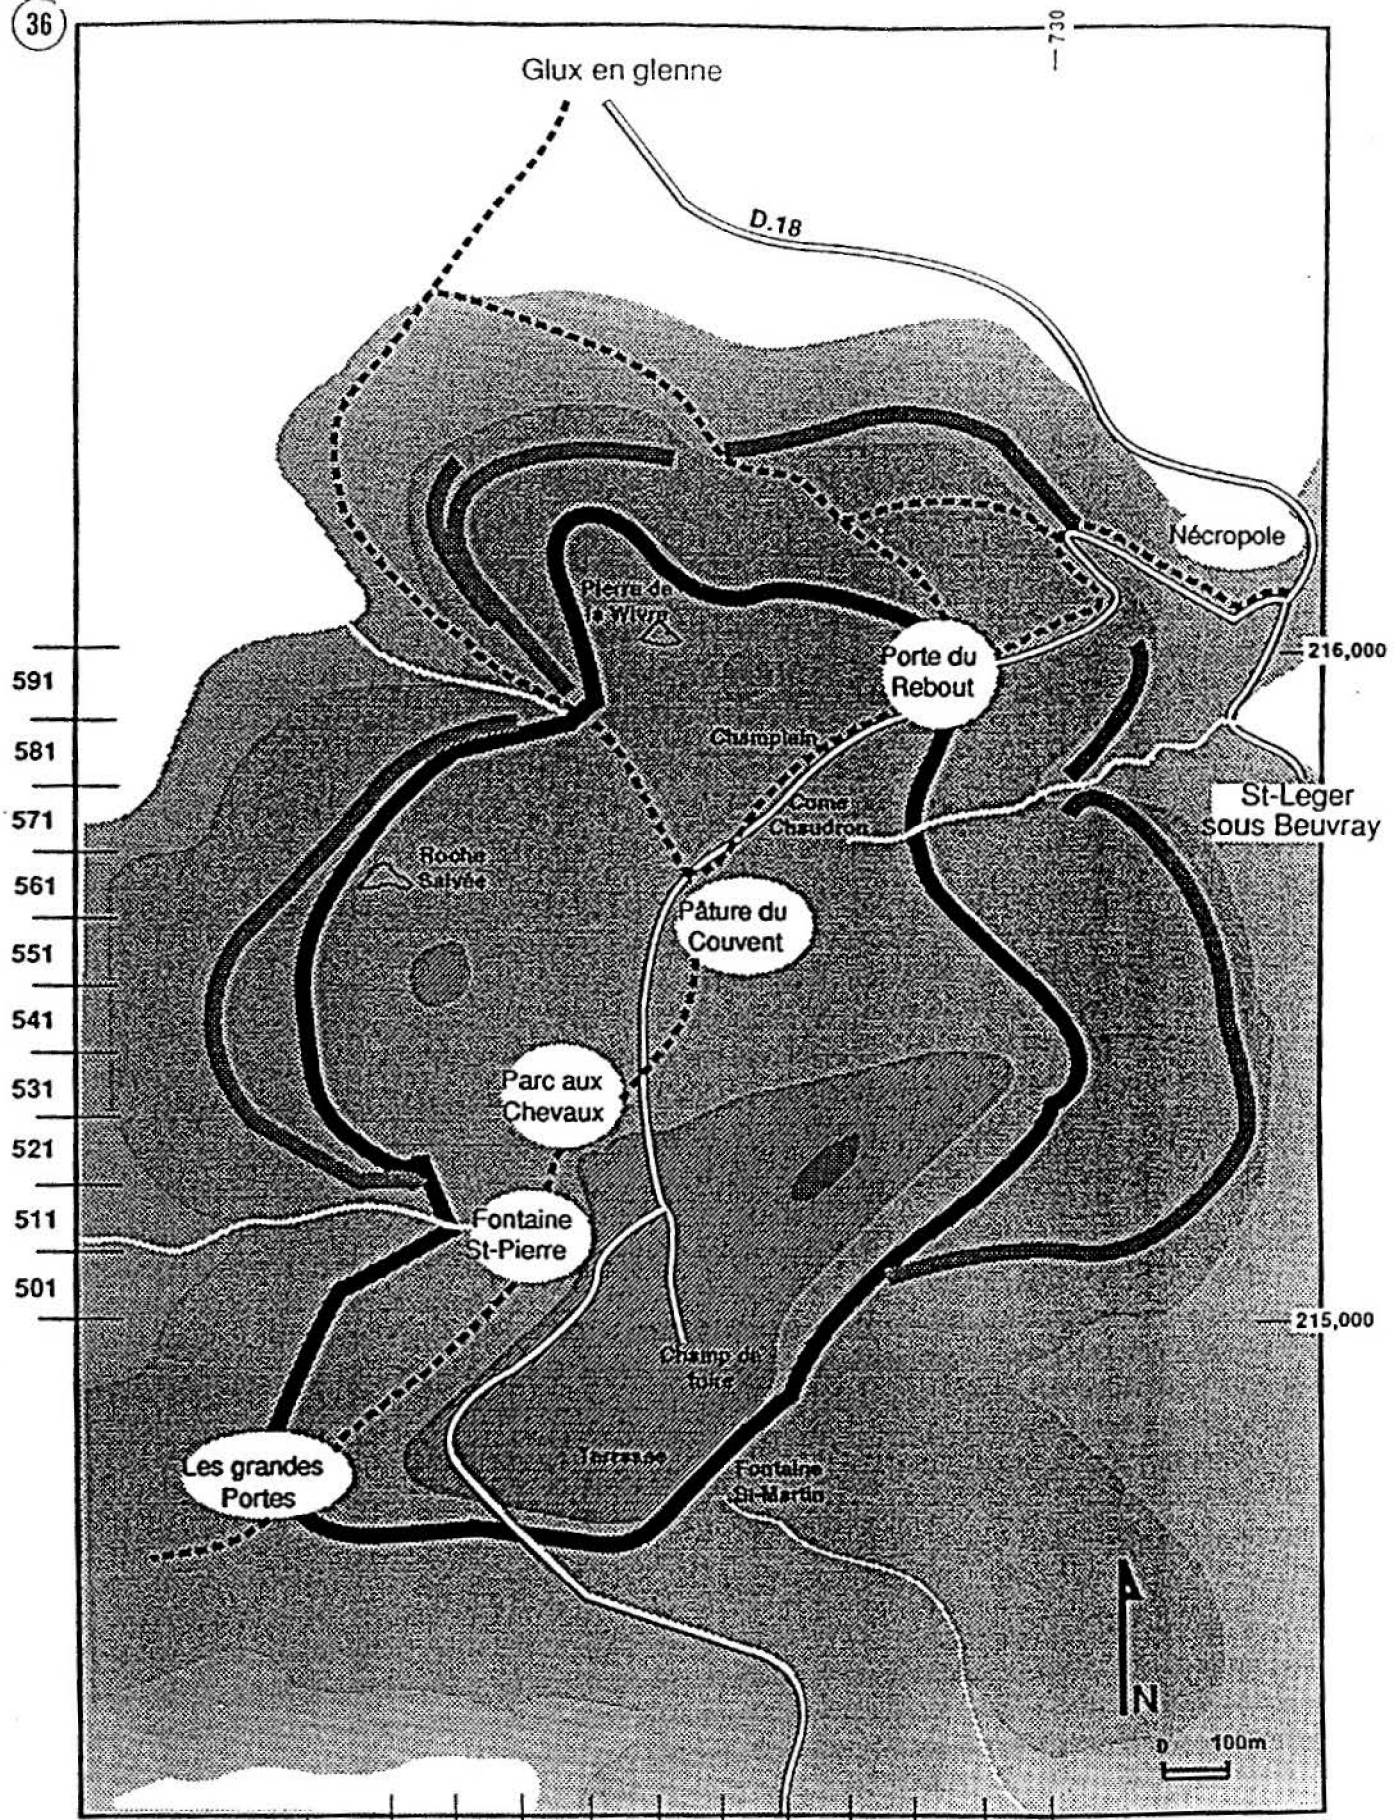 36
730
Glux en glenne
D.18
Nécropole
Pierre de
la Wivre
Porte du
Rebout
216,000
591
581
Champlain
Come
Chaudron
St-Leger
sous Beuvray
571
Roche
Salvée
561
Pâture du
Couvent
551
541
Parc aux
Chevaux
531
521
511
Fontaine
St-Pierre
501
215,000
Champ de
foire
Terrasse
Les grandes
Portes
Fontaine
St-Martin
N
0 100m